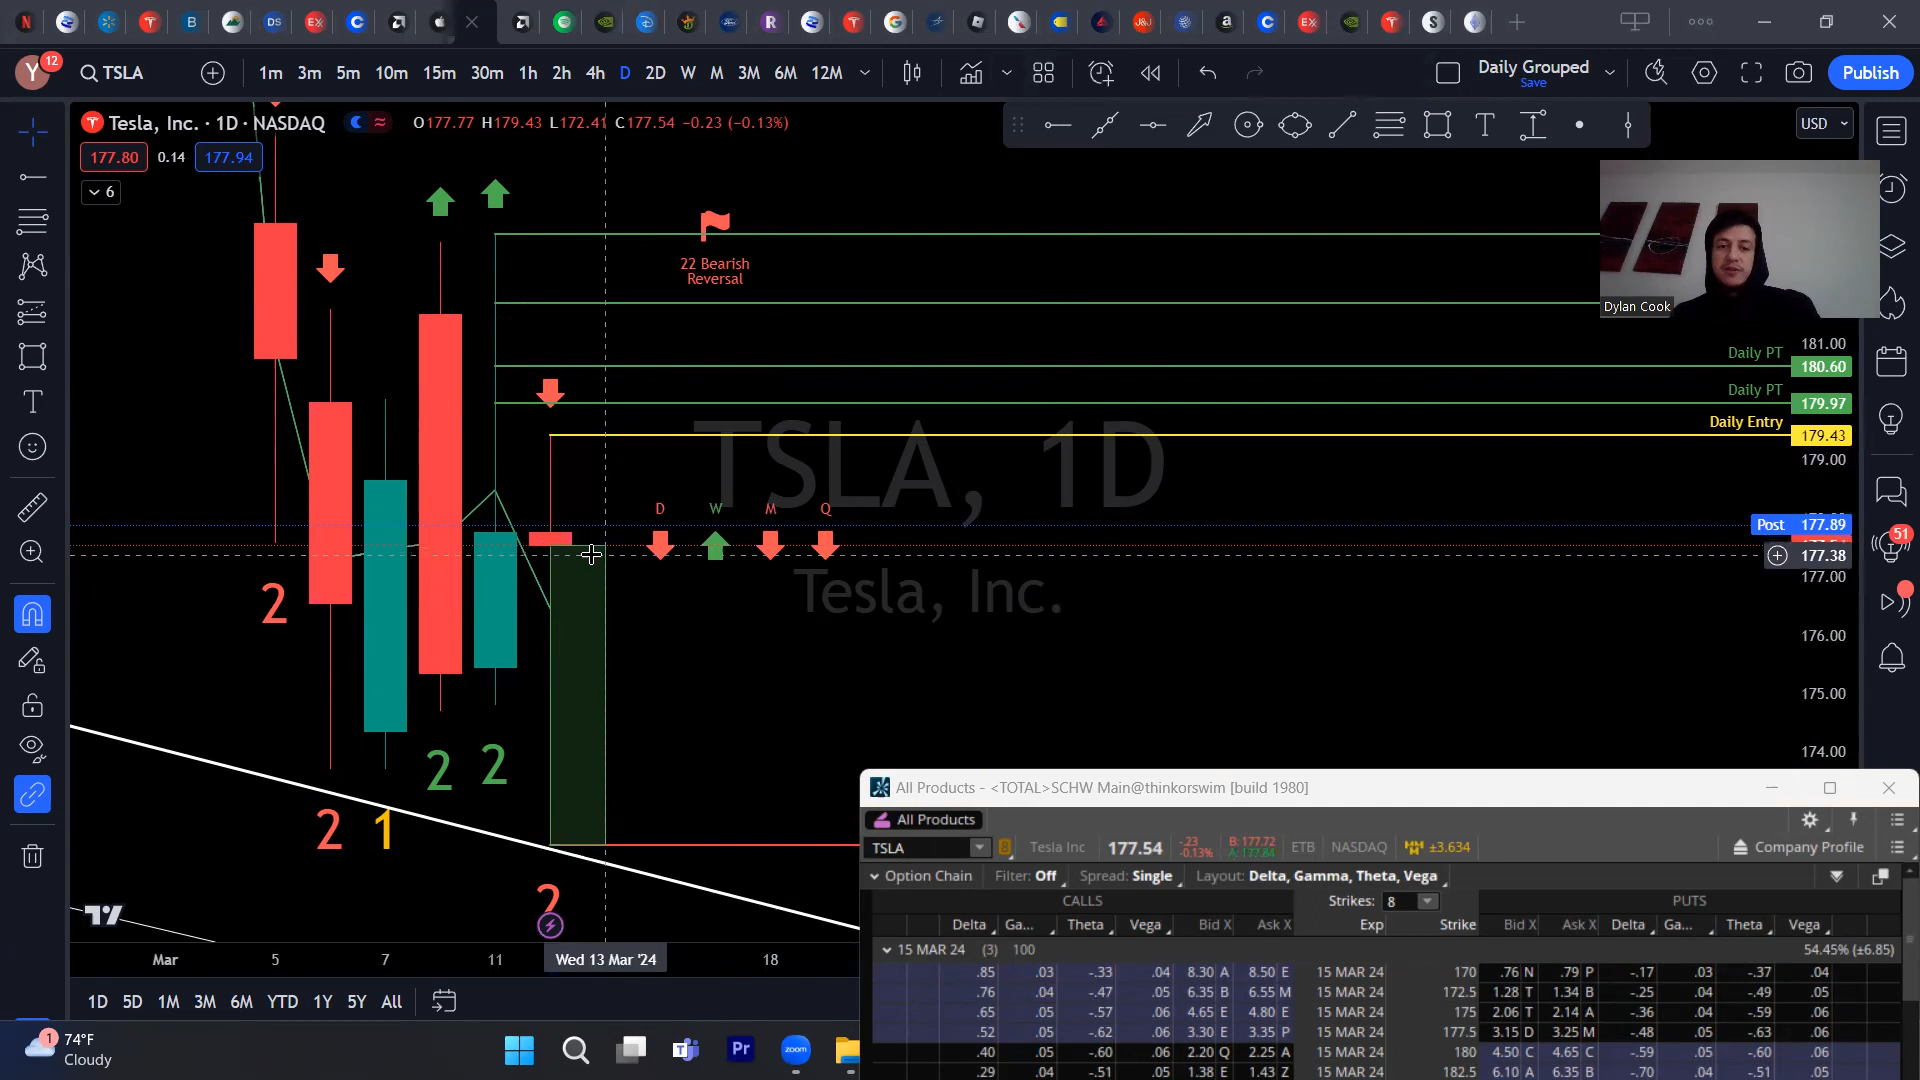 Y 12 TSLA 1m 3m 5m 10m 15m 30m 1h 2h 4h D 2D W M 3M 6M 12M Daily Grouped Save Publish
Tesla, Inc. · 1D · NASDAQ O177.77 H179.43 L172.41 C177.54 −0.23 (−0.13%) USD
177.80 0.14 177.94
6
22 Bearish
Reversal
Dylan Cook
181.00
Daily PT 180.60
Daily PT 179.97
Daily Entry 179.43
179.00
TSLA, 1D
Tesla, Inc.
D W M Q
Post 177.89
177.38
177.00
176.00
175.00
174.00
51
2
2
1
2
2
2
Mar 5 7 11 Wed 13 Mar '24 18
1D 5D 1M 3M 6M YTD 1Y 5Y All
1 74°F
Cloudy
Pr zoom
All Products - <TOTAL>SCHW Main@thinkorswim [build 1980]
All Products
TSLA Tesla Inc 177.54 -.23 -0.13% B: 177.72 A: 177.84 ETB NASDAQ ±3.634 Company Profile
Option Chain Filter: Off Spread: Single Layout: Delta, Gamma, Theta, Vega
CALLS Strikes: 8 PUTS
Delta Ga... Theta Vega Bid X Ask X Exp Strike Bid X Ask X Delta Ga... Theta Vega
15 MAR 24 (3) 100 54.45% (±6.85)
.85 .03 -.33 .04 8.30 A 8.50 E 15 MAR 24 170 .76 N .79 P -.17 .03 -.37 .04
.76 .04 -.47 .05 6.35 B 6.55 M 15 MAR 24 172.5 1.28 T 1.34 B -.25 .04 -.49 .05
.65 .05 -.57 .06 4.65 E 4.80 E 15 MAR 24 175 2.06 T 2.14 A -.36 .04 -.59 .06
.52 .05 -.62 .06 3.30 E 3.35 P 15 MAR 24 177.5 3.15 D 3.25 M -.48 .05 -.63 .06
.40 .05 -.60 .06 2.20 Q 2.25 A 15 MAR 24 180 4.50 C 4.65 C -.59 .05 -.60 .06
.29 .04 -.51 .05 1.38 E 1.43 Z 15 MAR 24 182.5 6.10 A 6.35 B -.70 .04 -.51 .05